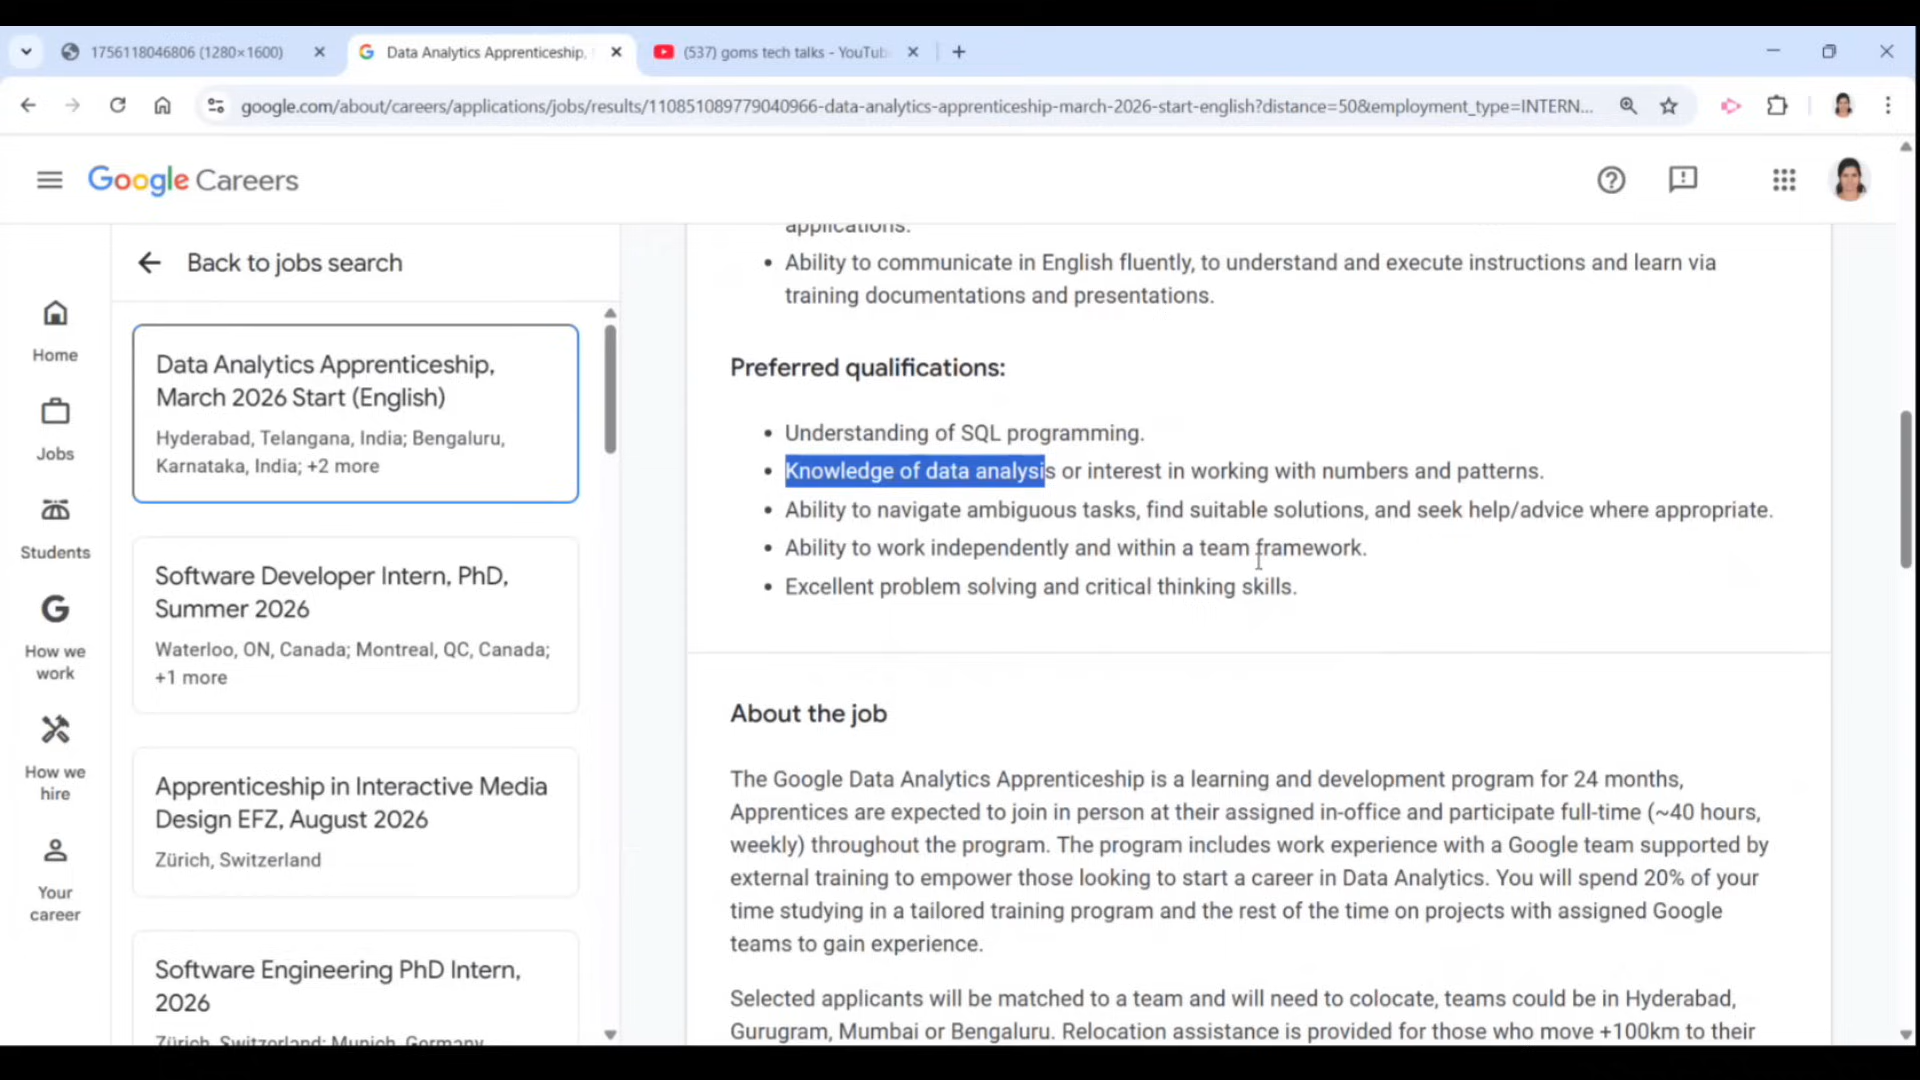 1756118046806 (1280×1600)
Data Analytics Apprenticeship,
(537) goms tech talks - YouTub
google.com/about/careers/applications/jobs/results/110851089779040966-data-analytics-apprenticeship-march-2026-start-english?distance=50&employment_type=INTERN...
Google Careers
Back to jobs search
Home
Jobs
Students
How we
work
How we
hire
Your
career
Data Analytics Apprenticeship,
March 2026 Start (English)
Hyderabad, Telangana, India; Bengaluru,
Karnataka, India; +2 more
Software Developer Intern, PhD,
Summer 2026
Waterloo, ON, Canada; Montreal, QC, Canada;
+1 more
Apprenticeship in Interactive Media
Design EFZ, August 2026
Zürich, Switzerland
Software Engineering PhD Intern,
2026
Zürich, Switzerland; Munich, Germany
applications.
• Ability to communicate in English fluently, to understand and execute instructions and learn via
training documentations and presentations.
Preferred qualifications:
• Understanding of SQL programming.
• Knowledge of data analysis or interest in working with numbers and patterns.
• Ability to navigate ambiguous tasks, find suitable solutions, and seek help/advice where appropriate.
• Ability to work independently and within a team framework.
• Excellent problem solving and critical thinking skills.
About the job
The Google Data Analytics Apprenticeship is a learning and development program for 24 months,
Apprentices are expected to join in person at their assigned in-office and participate full-time (~40 hours,
weekly) throughout the program. The program includes work experience with a Google team supported by
external training to empower those looking to start a career in Data Analytics. You will spend 20% of your
time studying in a tailored training program and the rest of the time on projects with assigned Google
teams to gain experience.
Selected applicants will be matched to a team and will need to colocate, teams could be in Hyderabad,
Gurugram, Mumbai or Bengaluru. Relocation assistance is provided for those who move +100km to their